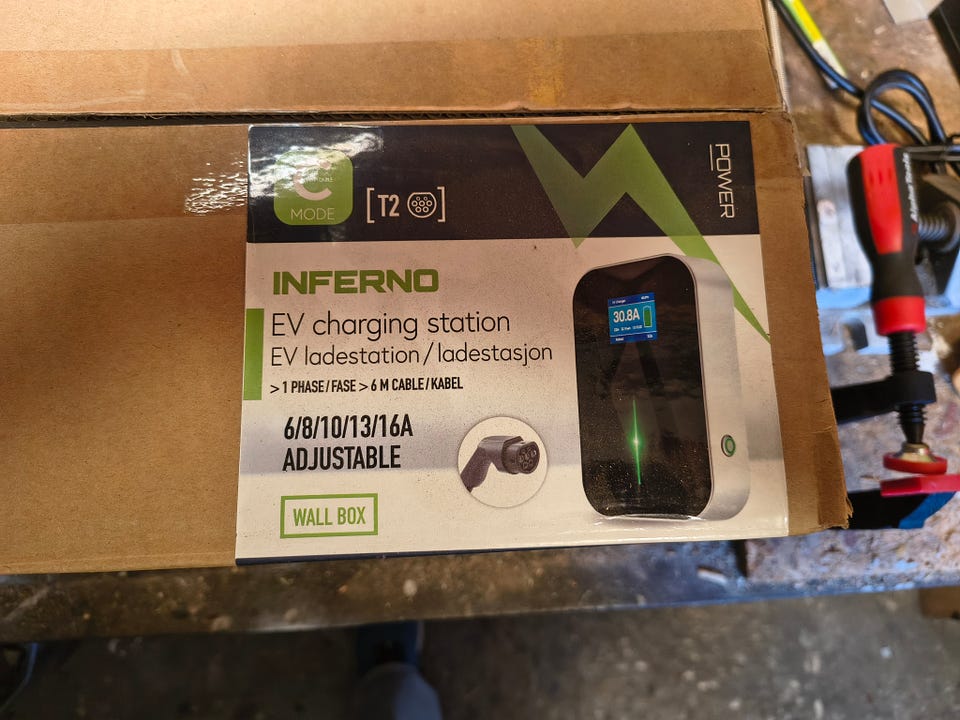 MODE
[T2]
POWER
INFERNO
EV charging station
EV ladestation/ladestasjon
> 1 PHASE/FASE > 6 M CABLE/KABEL
6/8/10/13/16A
ADJUSTABLE
WALL BOX
30.8A